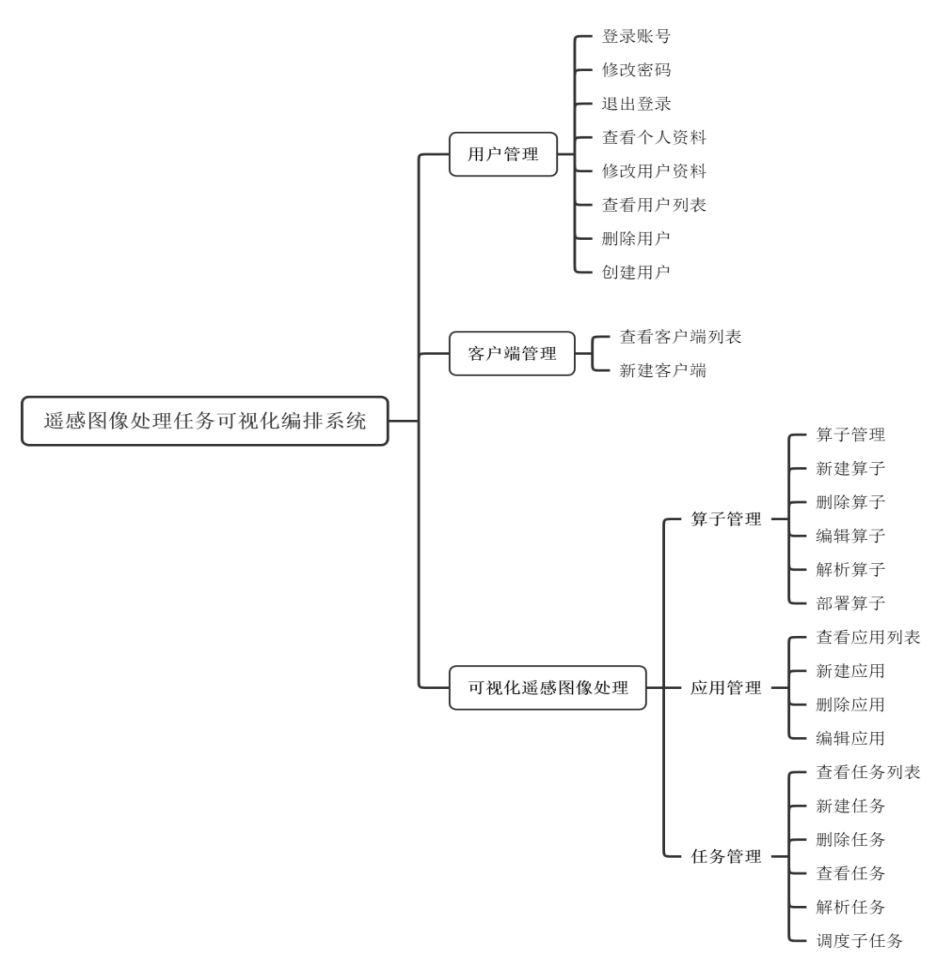 遥感图像处理任务可视化编排系统
用户管理
登录账号
修改密码
退出登录
查看个人资料
修改用户资料
查看用户列表
删除用户
创建用户
客户端管理
查看客户端列表
新建客户端
可视化遥感图像处理
算子管理
算子管理
新建算子
删除算子
编辑算子
解析算子
部署算子
应用管理
查看应用列表
新建应用
删除应用
编辑应用
任务管理
查看任务列表
新建任务
删除任务
查看任务
解析任务
调度子任务